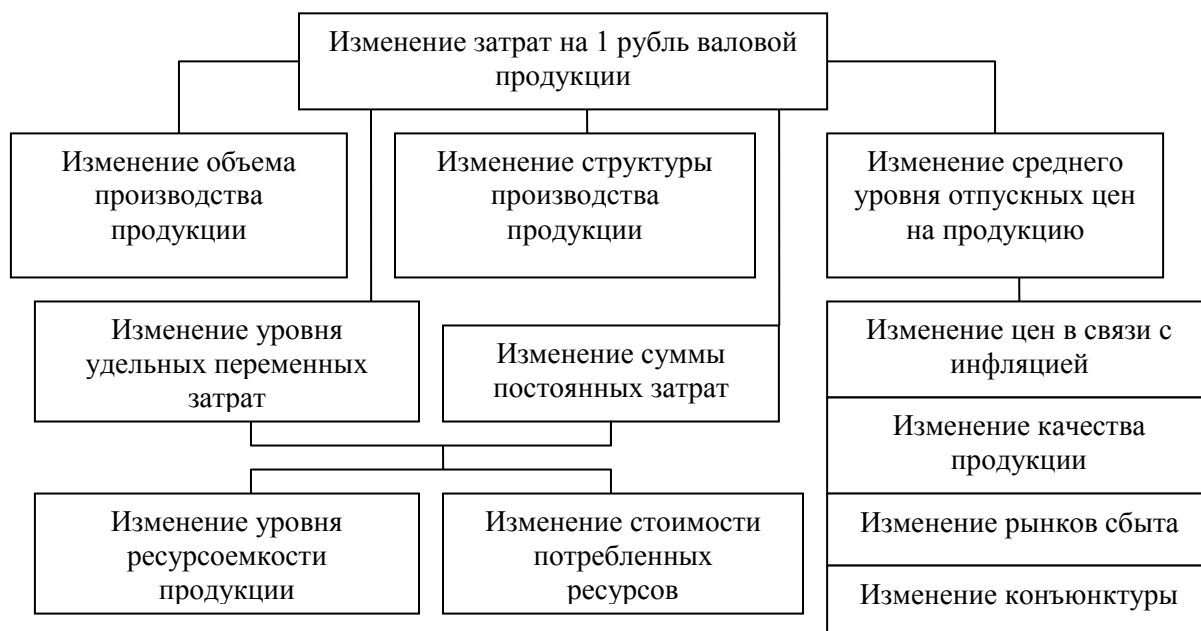 Изменение затрат на 1 рубль валовой
продукции
Изменение объема
производства
продукции
Изменение структуры
производства
продукции
Изменение среднего
уровня отпускных цен
на продукцию
Изменение уровня
удельных переменных
затрат
Изменение суммы
постоянных затрат
Изменение цен в связи с
инфляцией
Изменение качества
продукции
Изменение уровня
ресурсоемкости
продукции
Изменение стоимости
потребленных
ресурсов
Изменение рынков сбыта
Изменение конъюнктуры